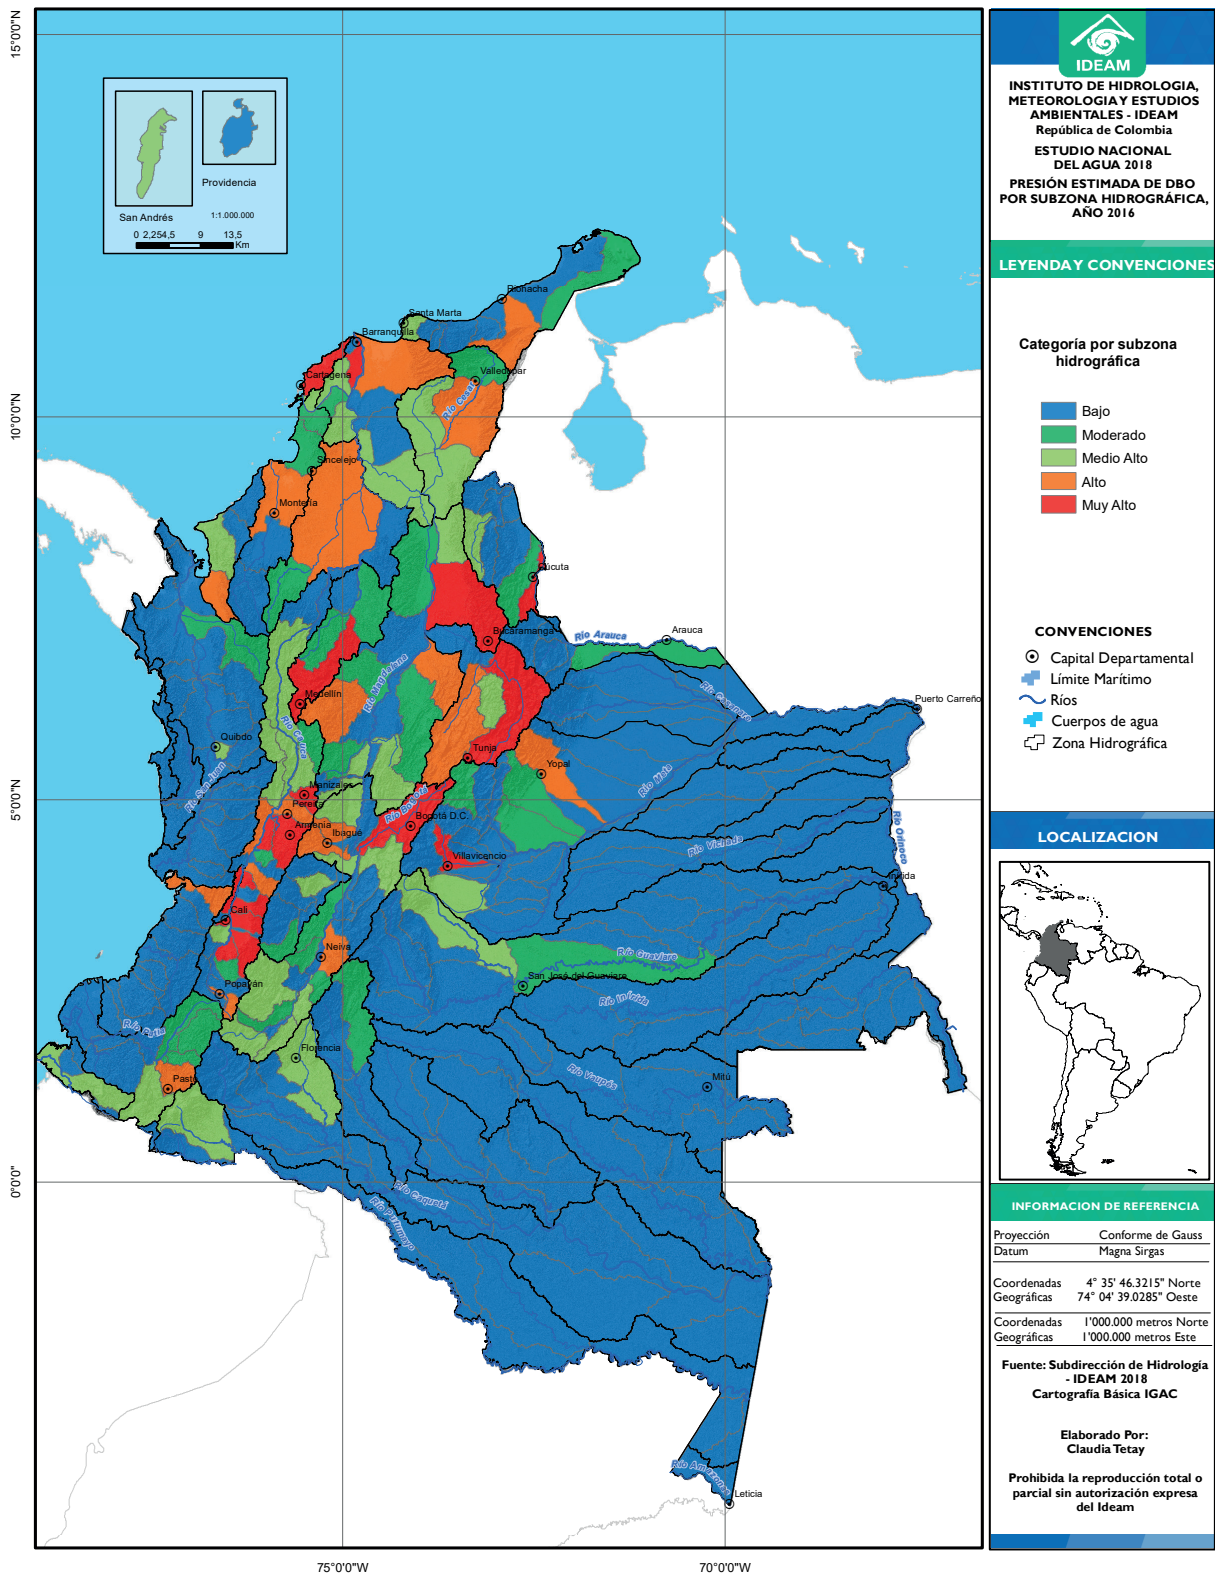 15°0'0"N
10°0'0"N
5°0'0"N
0°0'0"
75°0'0"W
70°0'0"W
San Andrés
Providencia
1:1.000.000
0 2,254,5 9 13,5
Km
Riohacha
Santa Marta
Barranquilla
Cartagena
Valledupar
Río Cesar
Sincelejo
Montería
Cúcuta
Bucaramanga
Río Arauca
Arauca
Río Magdalena
Medellín
Río Casanare
Puerto Carreño
Quibdo
Río Cauca
Tunja
Yopal
Río San Juan
Río Meta
Manizales
Pereira
Río Bogotá
Bogotá D.C.
Armenia
Ibagué
Río Orinoco
Río Vichada
Villavicencio
Inírida
Cali
Neiva
Río Guaviare
San José del Guaviare
Popayán
Río Inírida
Río Patía
Florencia
Río Vaupés
Mitú
Pasto
Río Caquetá
Río Putumayo
Río Amazonas
Leticia
IDEAM
INSTITUTO DE HIDROLOGIA,
METEOROLOGIA Y ESTUDIOS
AMBIENTALES - IDEAM
República de Colombia
ESTUDIO NACIONAL
DEL AGUA 2018
PRESIÓN ESTIMADA DE DBO
POR SUBZONA HIDROGRÁFICA,
AÑO 2016
LEYENDA Y CONVENCIONES
Categoría por subzona
hidrográfica
Bajo
Moderado
Medio Alto
Alto
Muy Alto
CONVENCIONES
Capital Departamental
Límite Marítimo
Ríos
Cuerpos de agua
Zona Hidrográfica
LOCALIZACION
INFORMACION DE REFERENCIA
Proyección Conforme de Gauss
Datum Magna Sirgas
Coordenadas 4° 35' 46.3215" Norte
Geográficas 74° 04' 39.0285" Oeste
Coordenadas 1'000.000 metros Norte
Geográficas 1'000.000 metros Este
Fuente: Subdirección de Hidrología
- IDEAM 2018
Cartografía Básica IGAC
Elaborado Por:
Claudia Tetay
Prohibida la reproducción total o
parcial sin autorización expresa
del Ideam